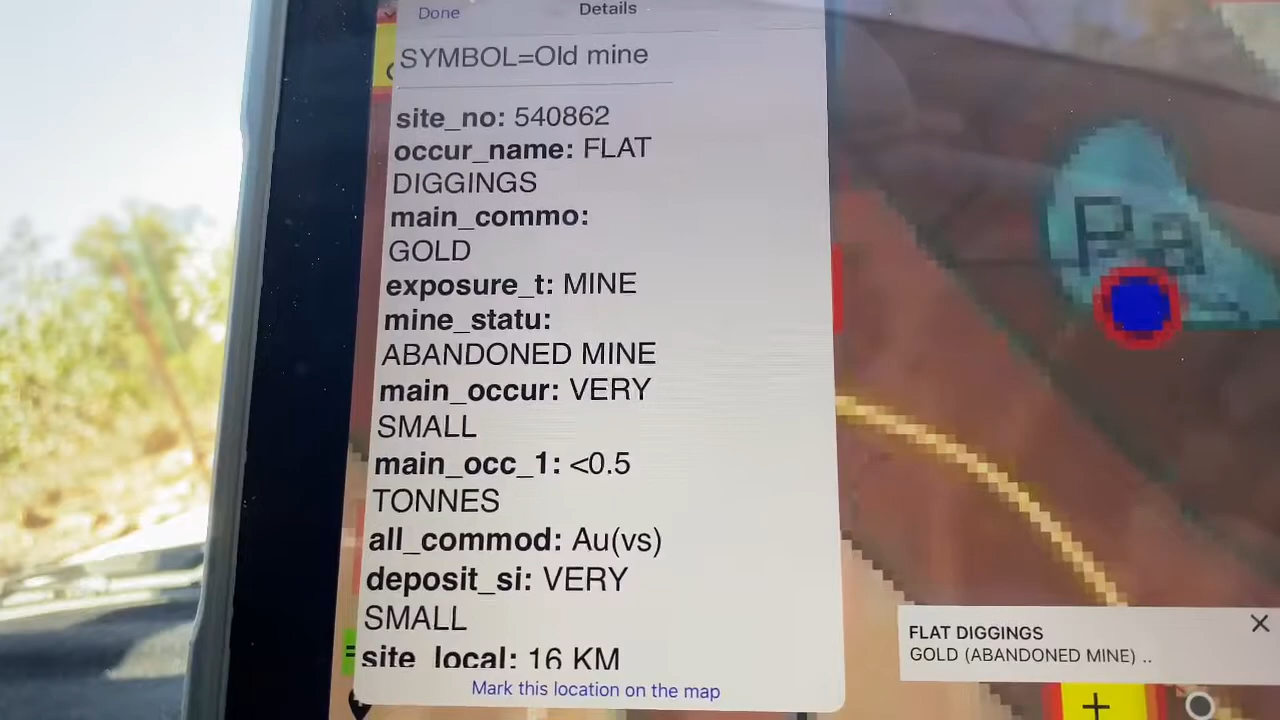 Done
Details
SYMBOL=Old mine
site_no: 540862
occur_name: FLAT
DIGGINGS
main_commo:
GOLD
exposure_t: MINE
mine_statu:
ABANDONED MINE
main_occur: VERY
SMALL
main_occ_1: <0.5
TONNES
all_commod: Au(vs)
deposit_si: VERY
SMALL
site_local: 16 KM
Mark this location on the map
Pa
FLAT DIGGINGS
GOLD (ABANDONED MINE) ..